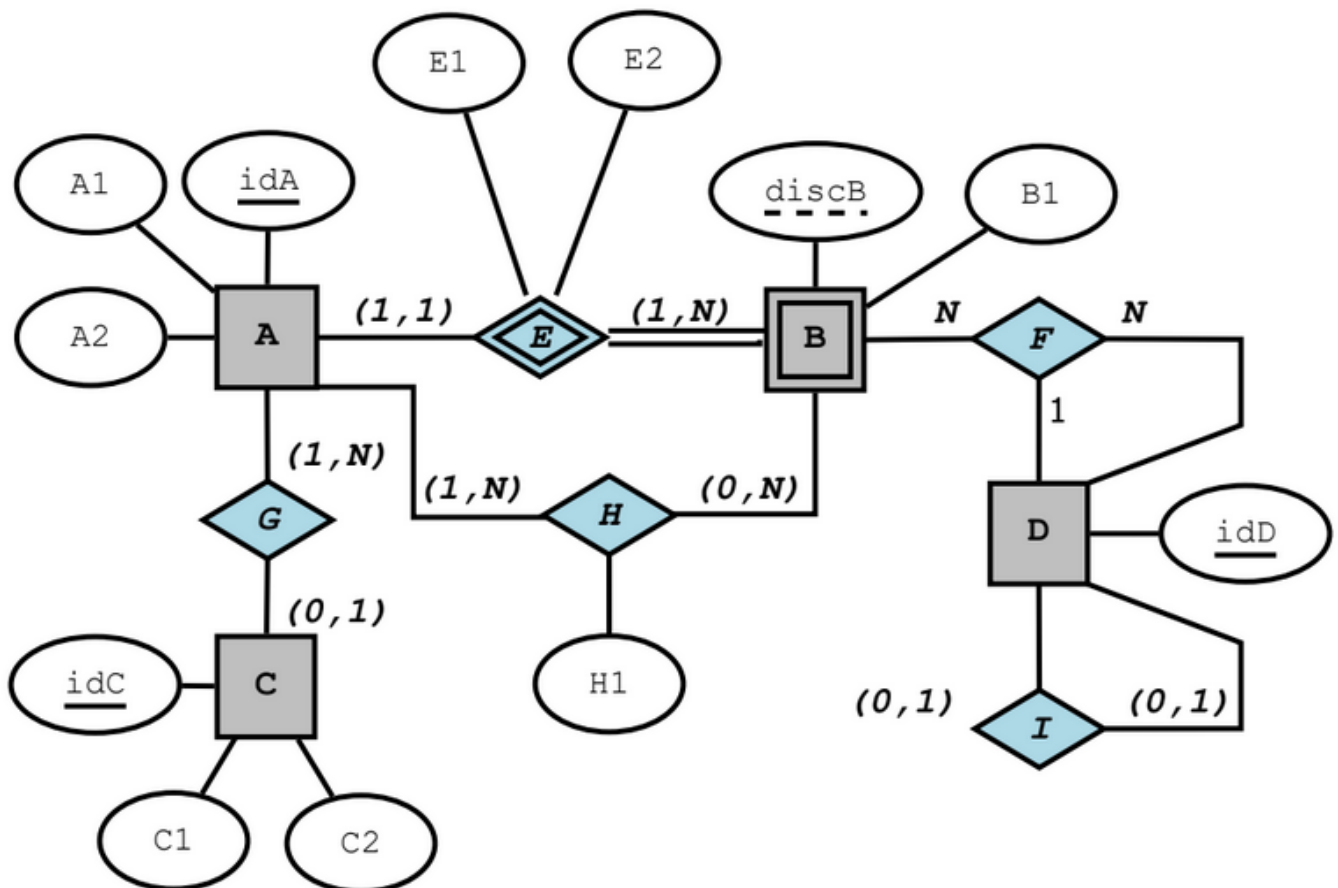 E1
E2
A1
idA
discB
B1
A2
A
(1,1)
E
(1,N)
B
N
F
N
1
(1,N)
(1,N)
H
(0,N)
G
D
idD
(0,1)
idC
C
H1
(0,1)
I
(0,1)
C1
C2